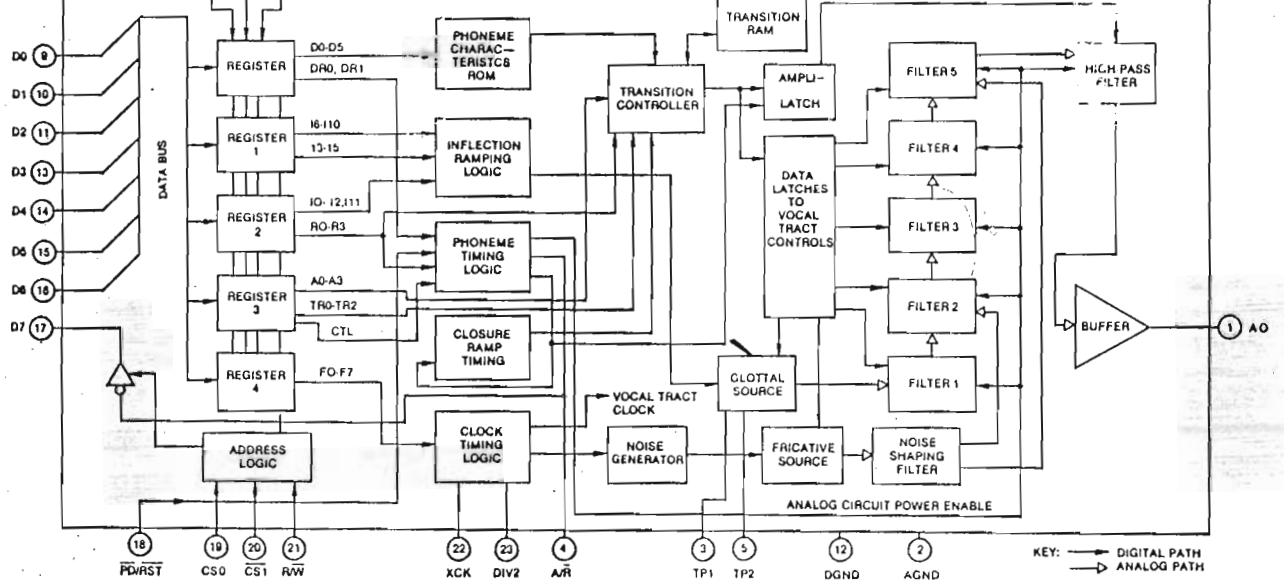 TRANSITION
RAM
PHONEME
CHARAC-
TERISTCS
ROM
REGISTER
D0-D5
DR0, DR1
TRANSITION
CONTROLLER
AMPLI-
LATCH
FILTER 5
HIGH PASS
FILTER
D0 9
D1 10
D2 11
D3 13
D4 14
D5 15
D6 16
D7 17
DATA BUS
REGISTER
1
I6-I10
I3-I5
INFLECTION
RAMPING
LOGIC
FILTER 4
DATA
LATCHES
TO
VOCAL
TRACT
CONTROLS
REGISTER
2
I0-I2,I11
R0-R3
PHONEME
TIMING
LOGIC
FILTER 3
REGISTER
3
A0-A3
TR0-TR2
CTL
CLOSURE
RAMP
TIMING
FILTER 2
BUFFER
1 AO
REGISTER
4
F0-F7
GLOTTAL
SOURCE
FILTER 1
VOCAL TRACT
CLOCK
ADDRESS
LOGIC
CLOCK
TIMING
LOGIC
NOISE
GENERATOR
FRICATIVE
SOURCE
NOISE
SHAPING
FILTER
ANALOG CIRCUIT POWER ENABLE
18 19 20 21 22 23 4 3 5 12 2
PD/RST CS0 CS1 R/W XCK DIV2 A/R TP1 TP2 DGND AGND
KEY: DIGITAL PATH
ANALOG PATH